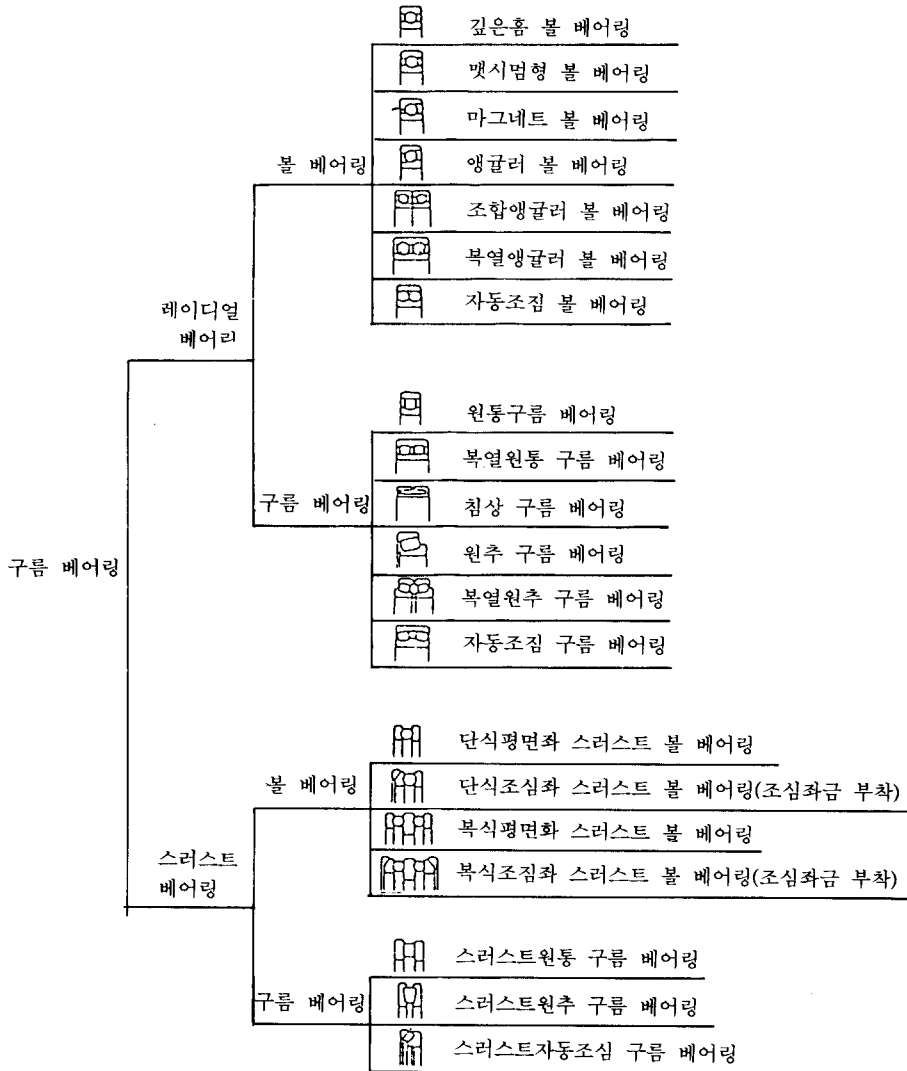 깊은홈 볼 베어링
맷시멈형 볼 베어링
마그네트 볼 베어링
볼 베어링
앵귤러 볼 베어링
조합앵귤러 볼 베어링
복열앵귤러 볼 베어링
자동조짐 볼 베어링
레이디얼
베어리
원통구름 베어링
복열원통 구름 베어링
구름 베어링
침상 구름 베어링
원추 구름 베어링
구름 베어링
복열원추 구름 베어링
자동조짐 구름 베어링
단식평면좌 스러스트 볼 베어링
볼 베어링
단식조심좌 스러스트 볼 베어링(조심좌금 부착)
복식평면화 스러스트 볼 베어링
스러스트
베어링
복식조짐좌 스러스트 볼 베어링(조심좌금 부착)
스러스트원통 구름 베어링
구름 베어링
스러스트원추 구름 베어링
스러스트자동조심 구름 베어링